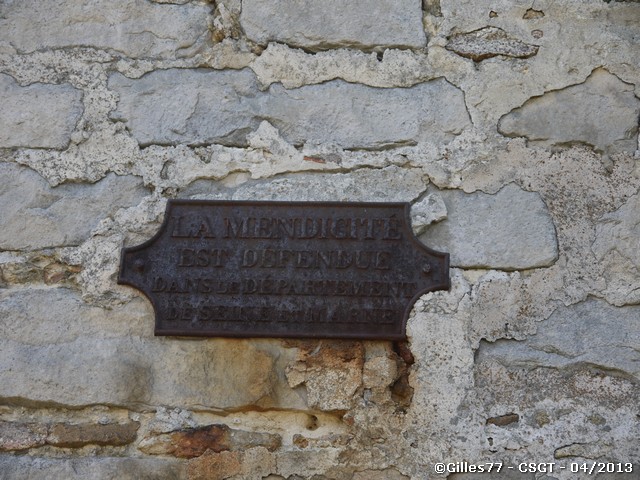 LA MENDICITÉ
EST DÉFENDUE
DANS LE DÉPARTEMENT
DE SEINE ET MARNE
©Gilles77 - CSGT - 04/2013